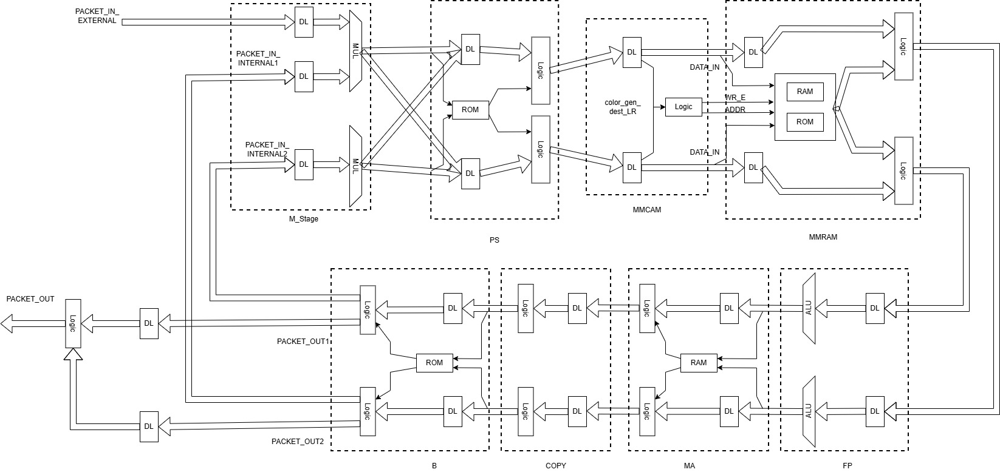 PACKET_IN_
EXTERNAL
DL
MUL
PACKET_IN_
INTERNAL1
DL
PACKET_IN_
INTERNAL2
DL
MUL
M_Stage
DL
Logic
ROM
Logic
DL
PS
DL
color_gen_
dest_LR
Logic
DL
MMCAM
DATA_IN
WR_E
ADDR
DATA_IN
DL
RAM
ROM
DL
Logic
Logic
MMRAM
PACKET_OUT
Logic
DL
DL
PACKET_OUT1
PACKET_OUT2
Logic
DL
ROM
Logic
DL
B
Logic
DL
Logic
DL
COPY
Logic
DL
RAM
Logic
DL
MA
ALU
DL
ALU
DL
FP